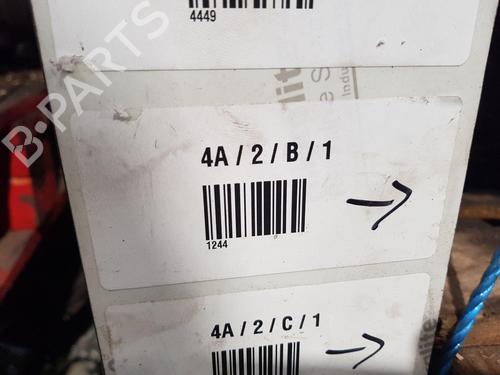 4449
B-PARTS
4A / 2 / B / 1
1244
4A / 2 / C / 1